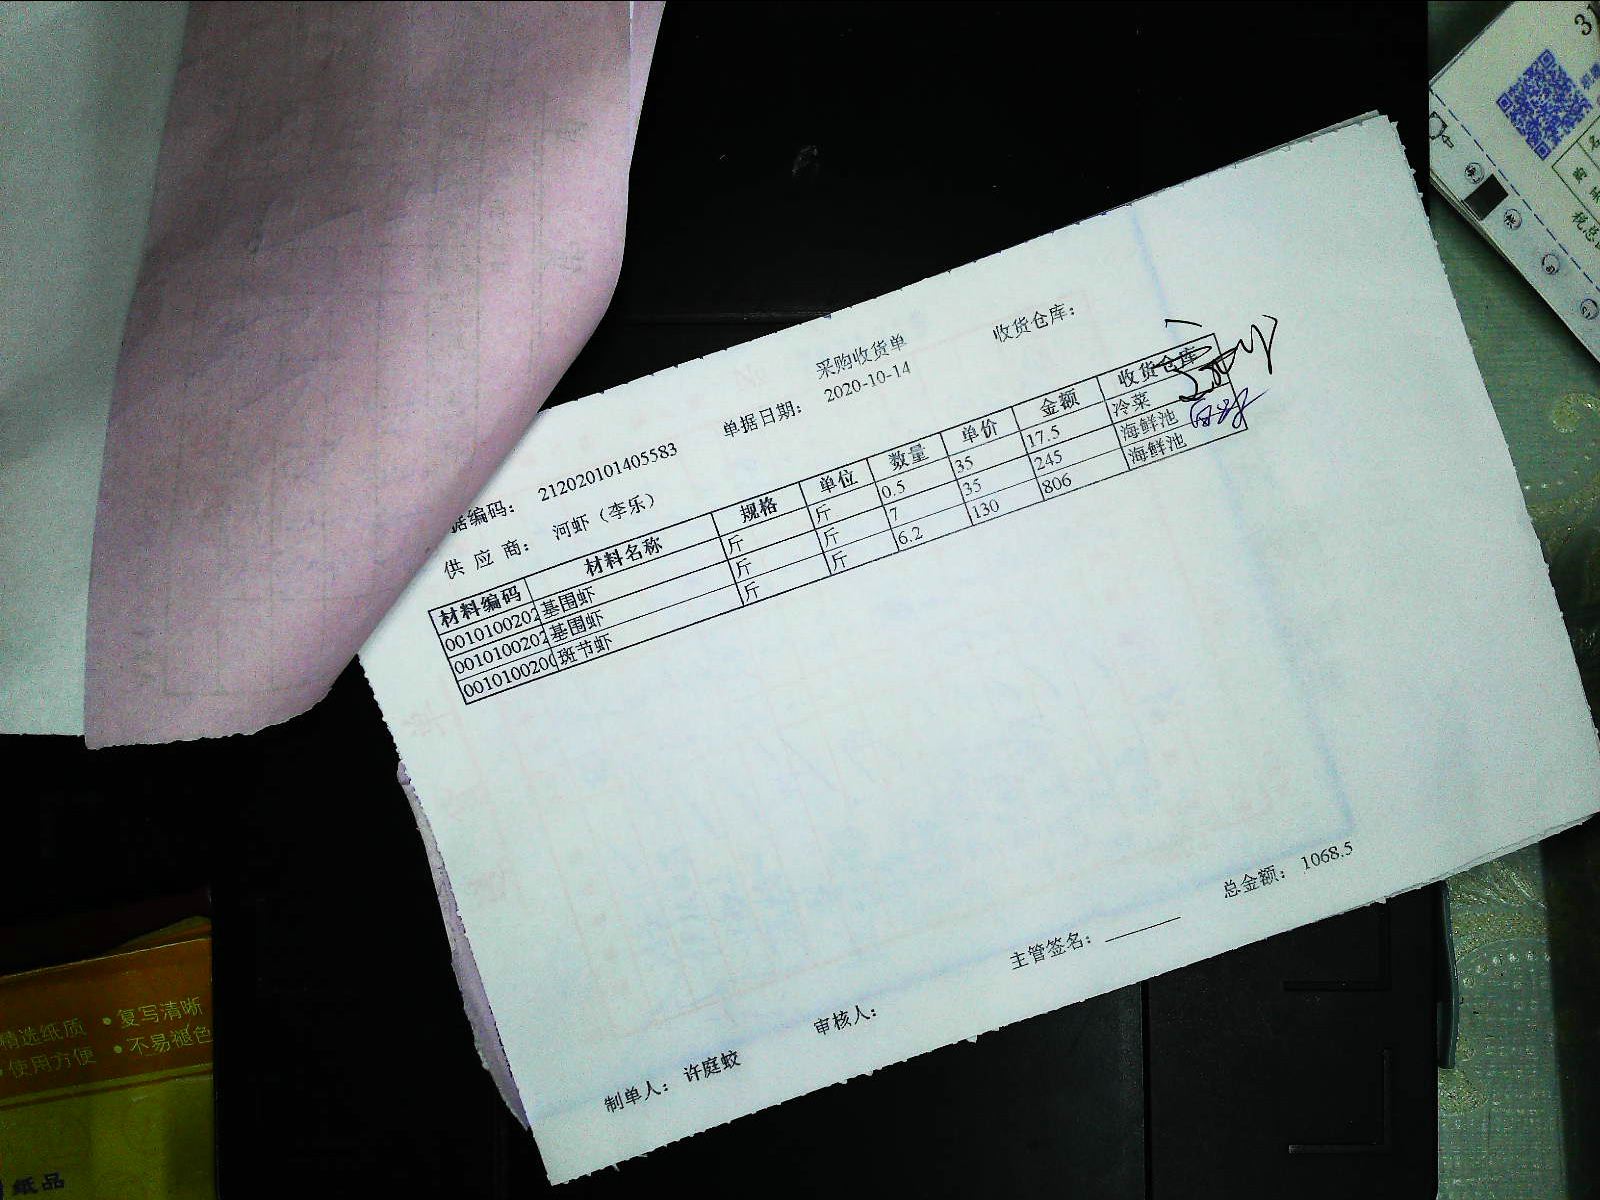 采购收货单
收货仓库：
据编码： 212020101405583 单据日期： 2020-10-14
供 应 商： 河虾（李乐）
材料编码 材料名称 规格 单位 数量 单价 金额 收货仓库
0010100202 基围虾 斤 斤 0.5 35 17.5 冷菜
0010100202 基围虾 斤 斤 7 35 245 海鲜池
001010020 斑节虾 斤 斤 6.2 130 806 海鲜池
总金额： 1068.5
主管签名：
审核人：
制单人： 许庭蛟
精选纸质 •复写清晰
使用方便 •不易褪色
纸品
31